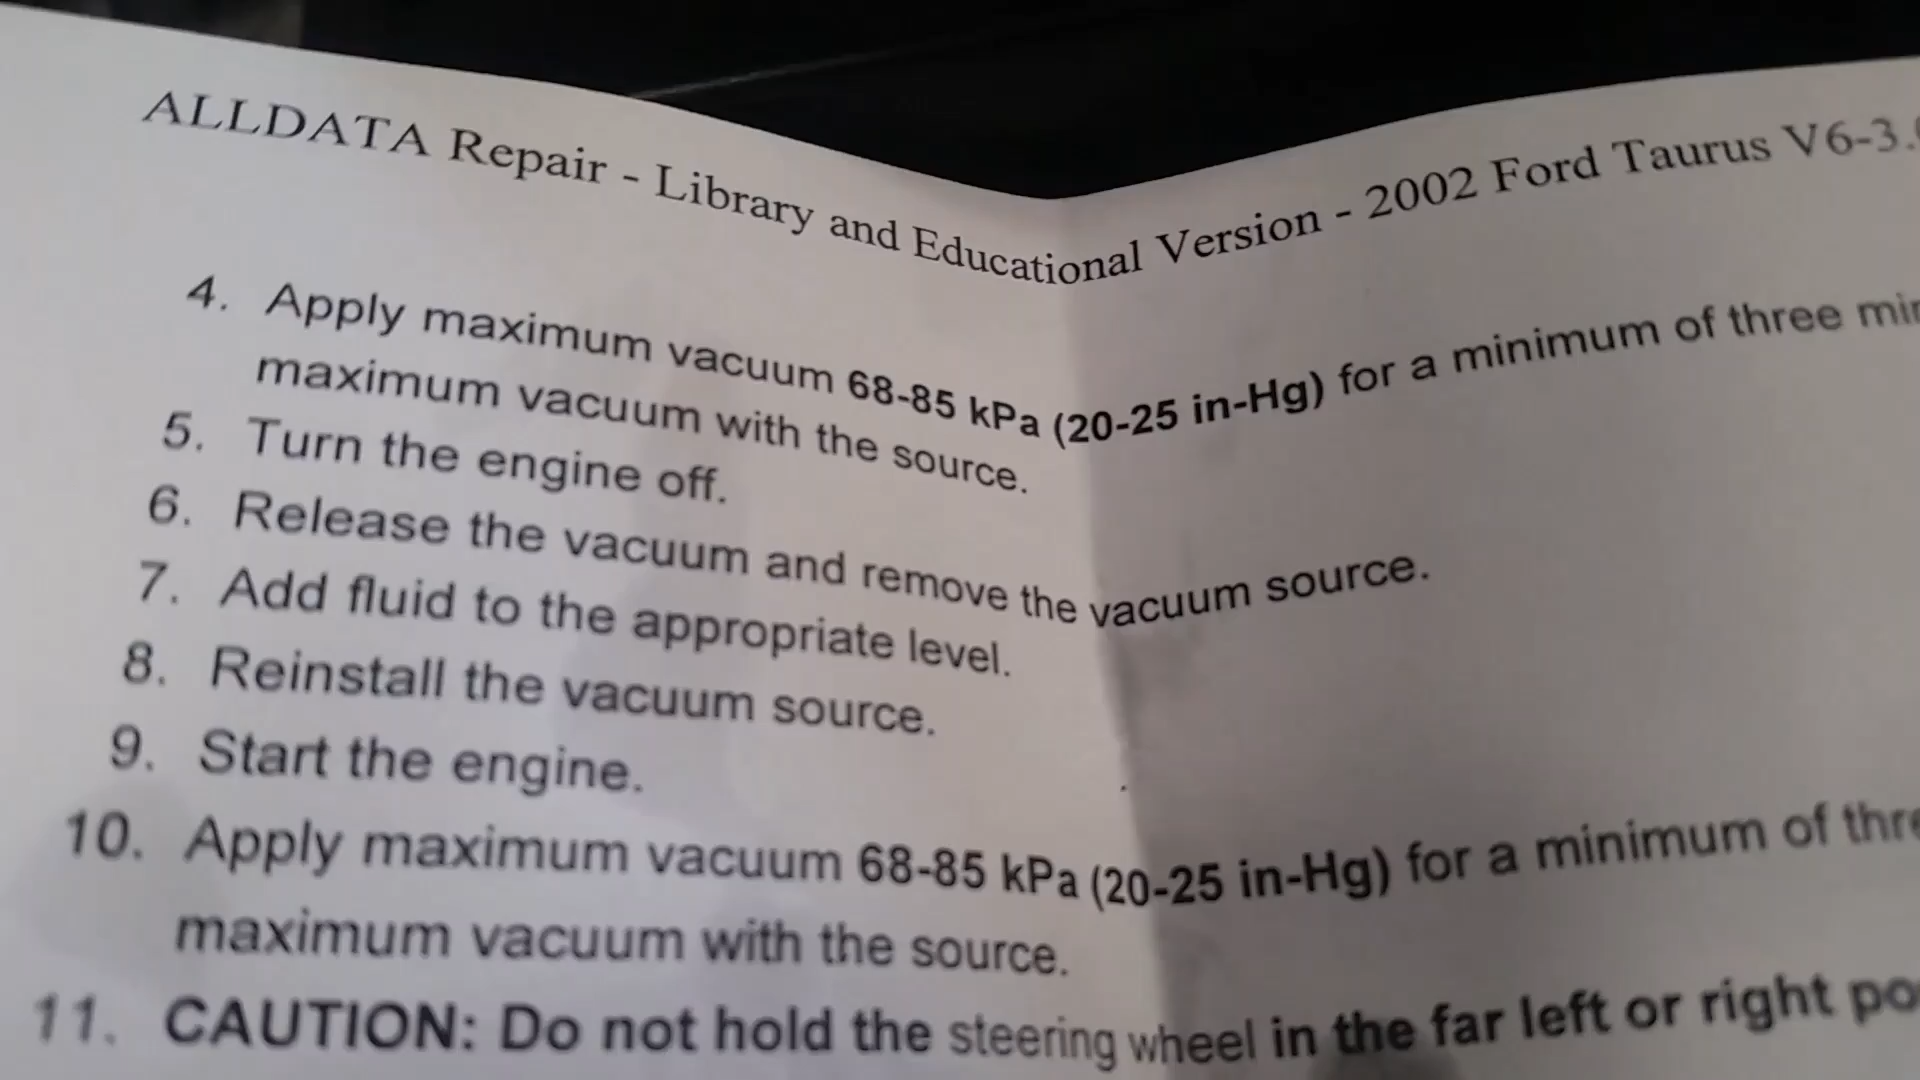 ALLDATA Repair - Library and Educational Version - 2002 Ford Taurus V6-3.
4. Apply maximum vacuum 68-85 kPa (20-25 in-Hg) for a minimum of three
maximum vacuum with the source.
5. Turn the engine off.
6. Release the vacuum and remove the vacuum source.
7. Add fluid to the appropriate level.
8. Reinstall the vacuum source.
9. Start the engine.
10. Apply maximum vacuum 68-85 kPa (20-25 in-Hg) for a minimum of
maximum vacuum with the source.
11. CAUTION: Do not hold the steering wheel in the far left or right